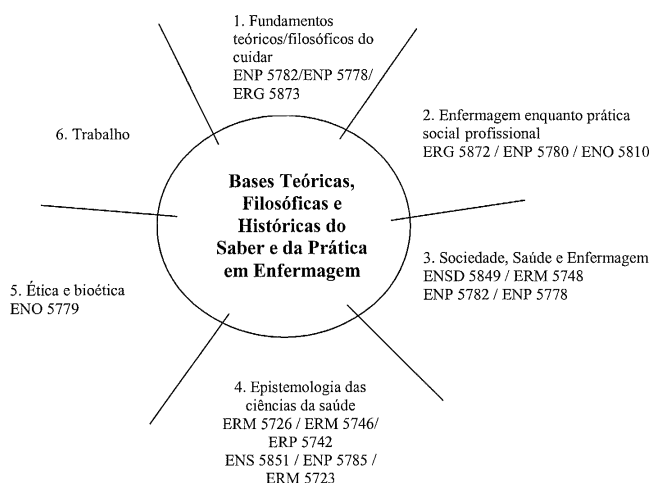 1. Fundamentos
teóricos/filosóficos do
cuidar
ENP 5782/ENP 5778/
ERG 5873
2. Enfermagem enquanto prática
social profissional
ERG 5872 / ENP 5780 / ENO 5810
3. Sociedade, Saúde e Enfermagem
ENSD 5849 / ERM 5748
ENP 5782 / ENP 5778
4. Epistemologia das
ciências da saúde
ERM 5726 / ERM 5746/
ERP 5742
ENS 5851 / ENP 5785 /
ERM 5723
5. Ética e bioética
ENO 5779
6. Trabalho
Bases Teóricas,
Filosóficas e
Históricas do
Saber e da Prática
em Enfermagem